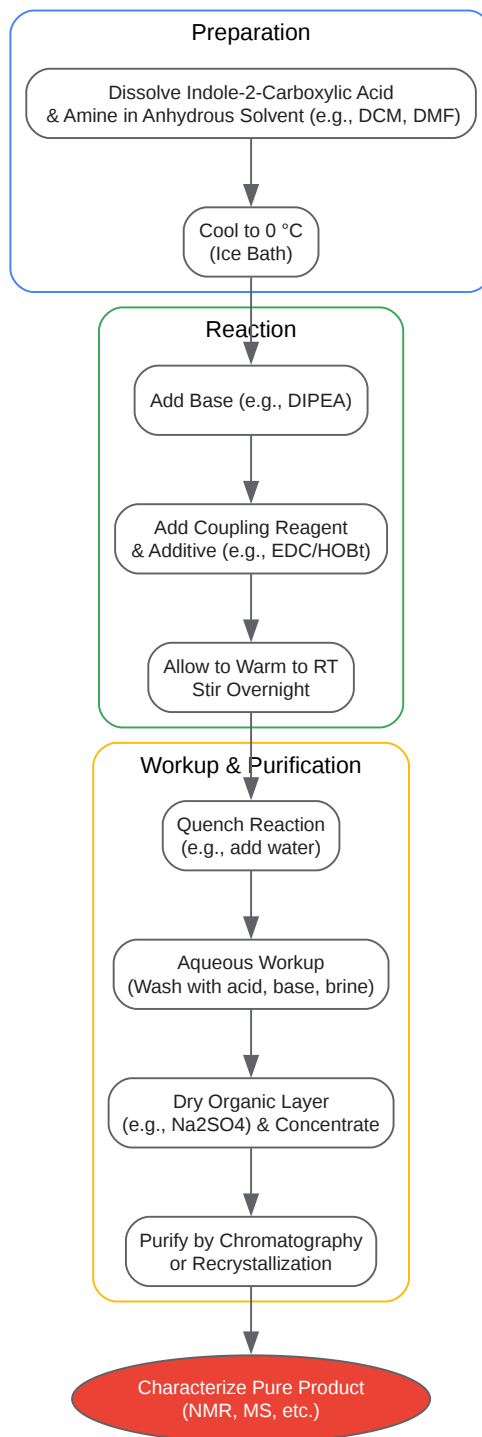 Preparation
Dissolve Indole-2-Carboxylic Acid
& Amine in Anhydrous Solvent (e.g., DCM, DMF)
Cool to 0 °C
(Ice Bath)
Reaction
Add Base (e.g., DIPEA)
Add Coupling Reagent
& Additive (e.g., EDC/HOBt)
Allow to Warm to RT
Stir Overnight
Workup & Purification
Quench Reaction
(e.g., add water)
Aqueous Workup
(Wash with acid, base, brine)
Dry Organic Layer
(e.g., Na2SO4) & Concentrate
Purify by Chromatography
or Recrystallization
Characterize Pure Product
(NMR, MS, etc.)